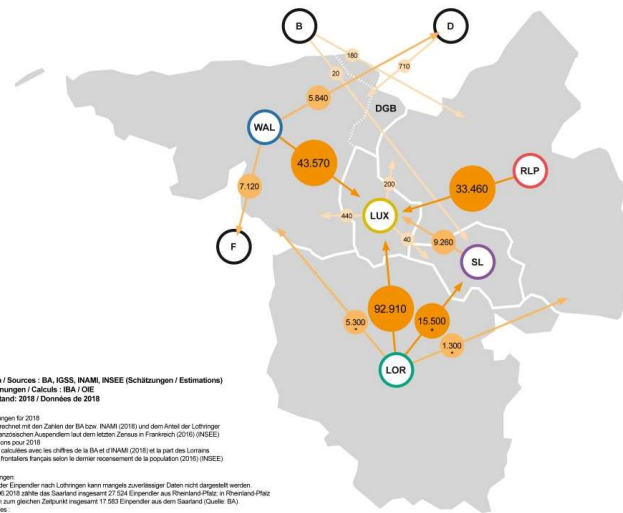 B
D
180
20
710
DGB
5.840
WAL
43.570
RLP
33.460
7.120
200
LUX
440
40
9.260
F
SL
92.910
15.500
*
5.300
*
1.300
*
LOR
/ Sources : BA, IGSS, INAMI, INSEE (Schätzungen / Estimations)
nungen / Calculs : IBA / OIE
tand: 2018 / Données de 2018
ngen für 2018
rechnet mit den Zahlen der BA bzw. INAMI (2018) und dem Anteil der Lothringer
anzösischen Auspendlern laut dem letzten Zensus in Frankreich (2016) (INSEE)
ons pour 2018
calculées avec les chiffres de la BA et d'INAMI (2018) et la part des Lorrains
frontaliers français selon le dernier recensement de la population (2016) (INSEE)
ngen:
der Einpendler nach Lothringen kann mangels zuverlässiger Daten nicht dargestellt werden.
06.2018 zählte das Saarland insgesamt 27.524 Einpendler aus Rheinland-Pfalz; in Rheinland-Pfalz
zum gleichen Zeitpunkt insgesamt 17.583 Einpendler aus dem Saarland (Quelle: BA).
es :